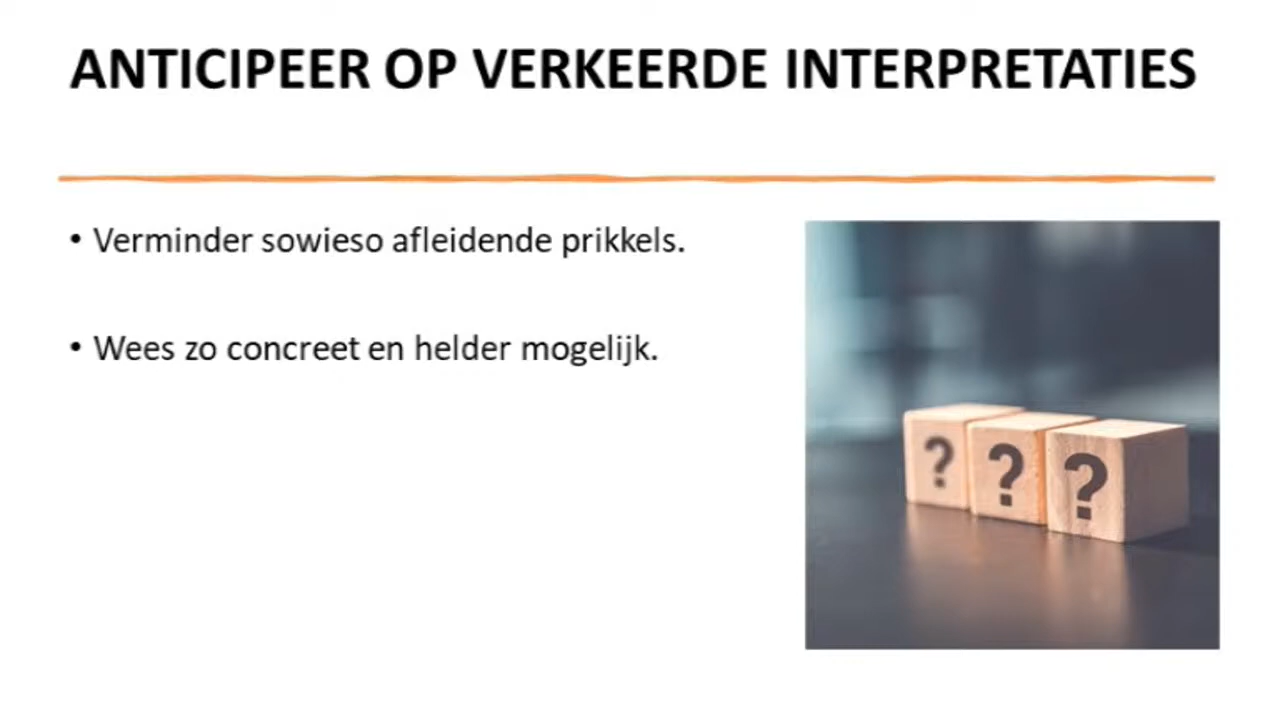 ANTICIPEER OP VERKEERDE INTERPRETATIES
• Verminder sowieso afleidende prikkels.
• Wees zo concreet en helder mogelijk.
? ? ?